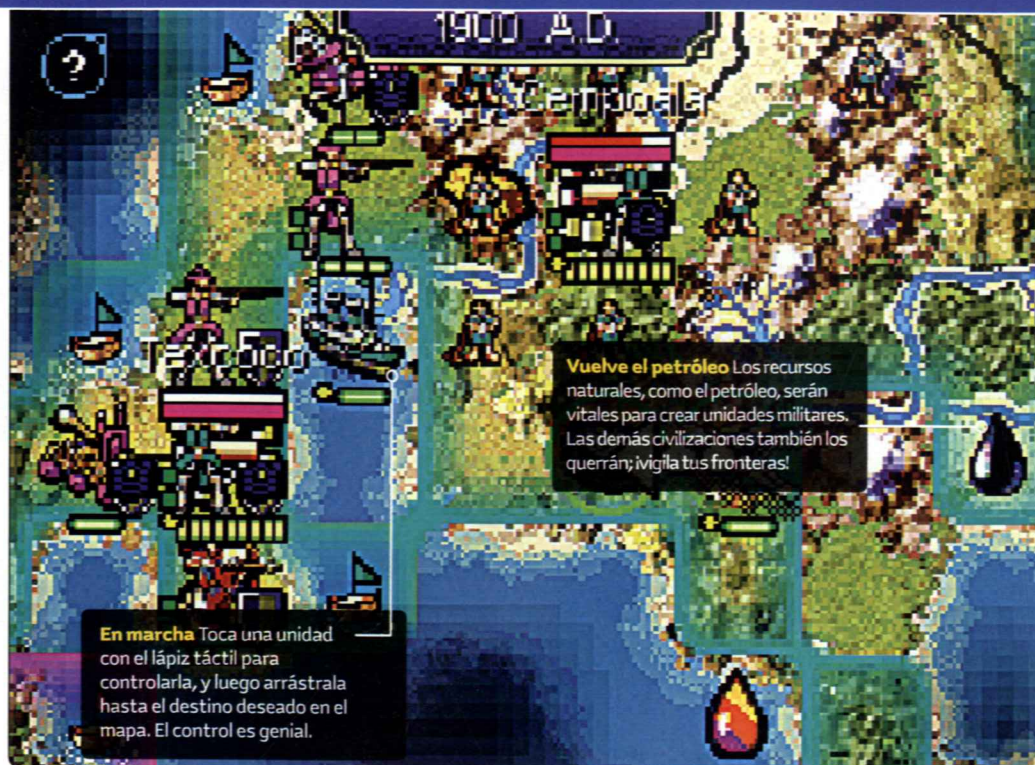 ?
1900 A.D.
Cempoala
Vuelve el petróleo Los recursos
naturales, como el petróleo, serán
vitales para crear unidades militares.
Las demás civilizaciones también los
querrán; ¡vigila tus fronteras!
En marcha Toca una unidad
con el lápiz táctil para
controlarla, y luego arrástrala
hasta el destino deseado en el
mapa. El control es genial.